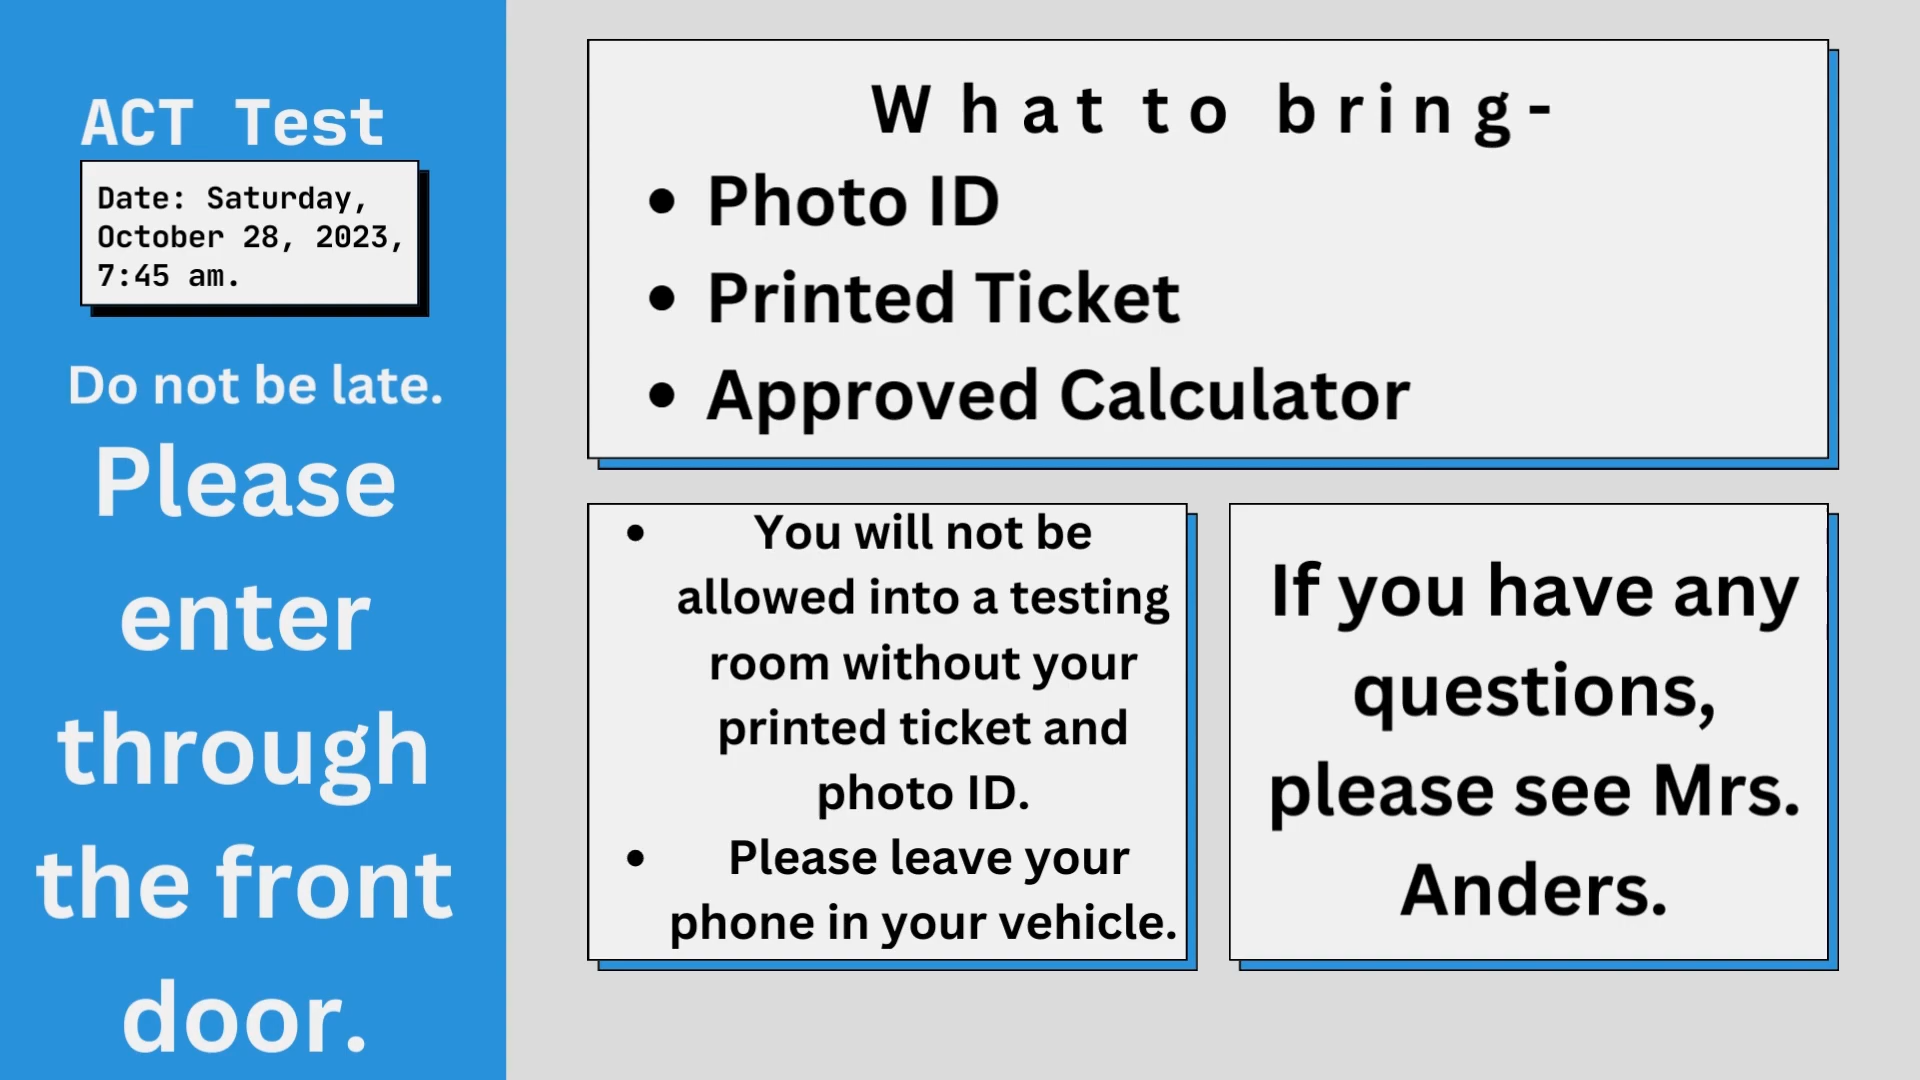 ACT Test
Date: Saturday,
October 28, 2023,
7:45 am.
Do not be late.
Please
enter
through
the front
door.
What to bring-
• Photo ID
• Printed Ticket
• Approved Calculator
• You will not be
allowed into a testing
room without your
printed ticket and
photo ID.
• Please leave your
phone in your vehicle.
If you have any
questions,
please see Mrs.
Anders.